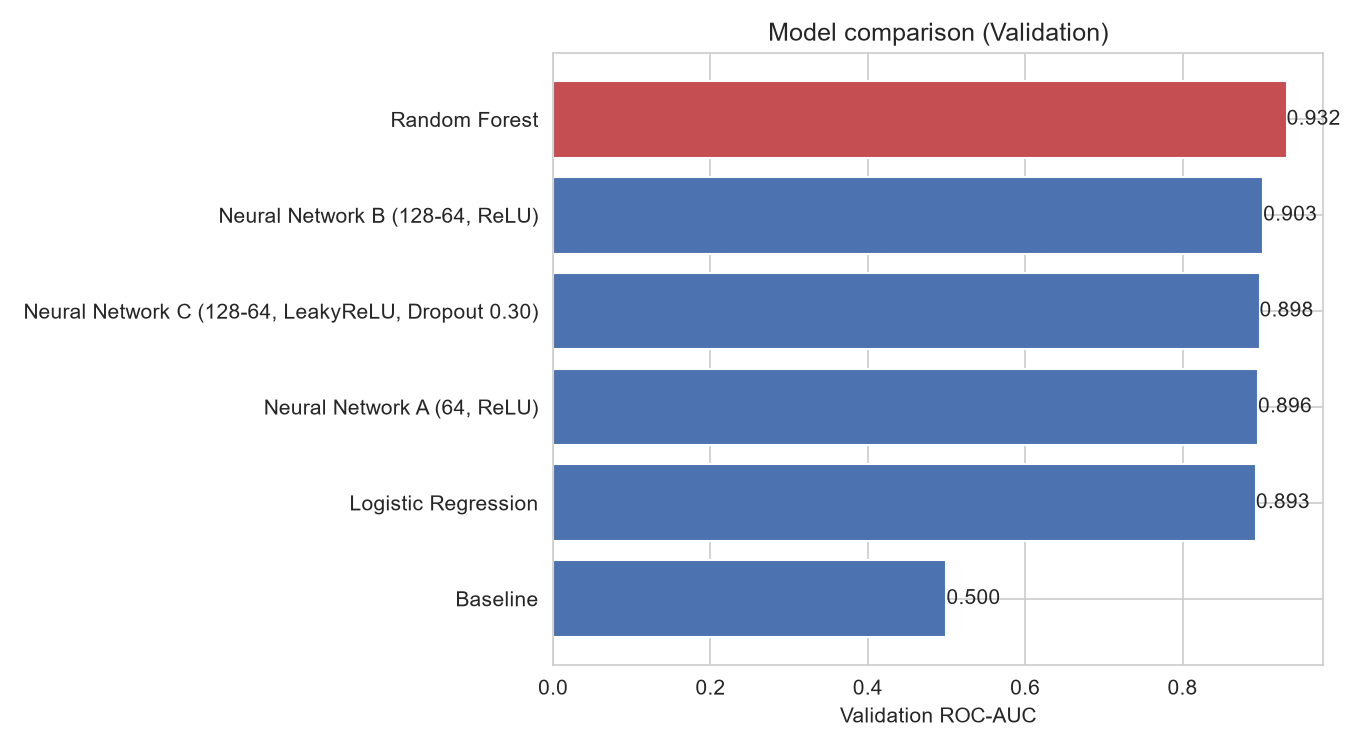 Model comparison (Validation)
Random Forest
0.932
Neural Network B (128-64, ReLU)
0.903
Neural Network C (128-64, LeakyReLU, Dropout 0.30)
0.898
Neural Network A (64, ReLU)
0.896
Logistic Regression
0.893
Baseline
0.500
0.0 0.2 0.4 0.6 0.8
Validation ROC-AUC